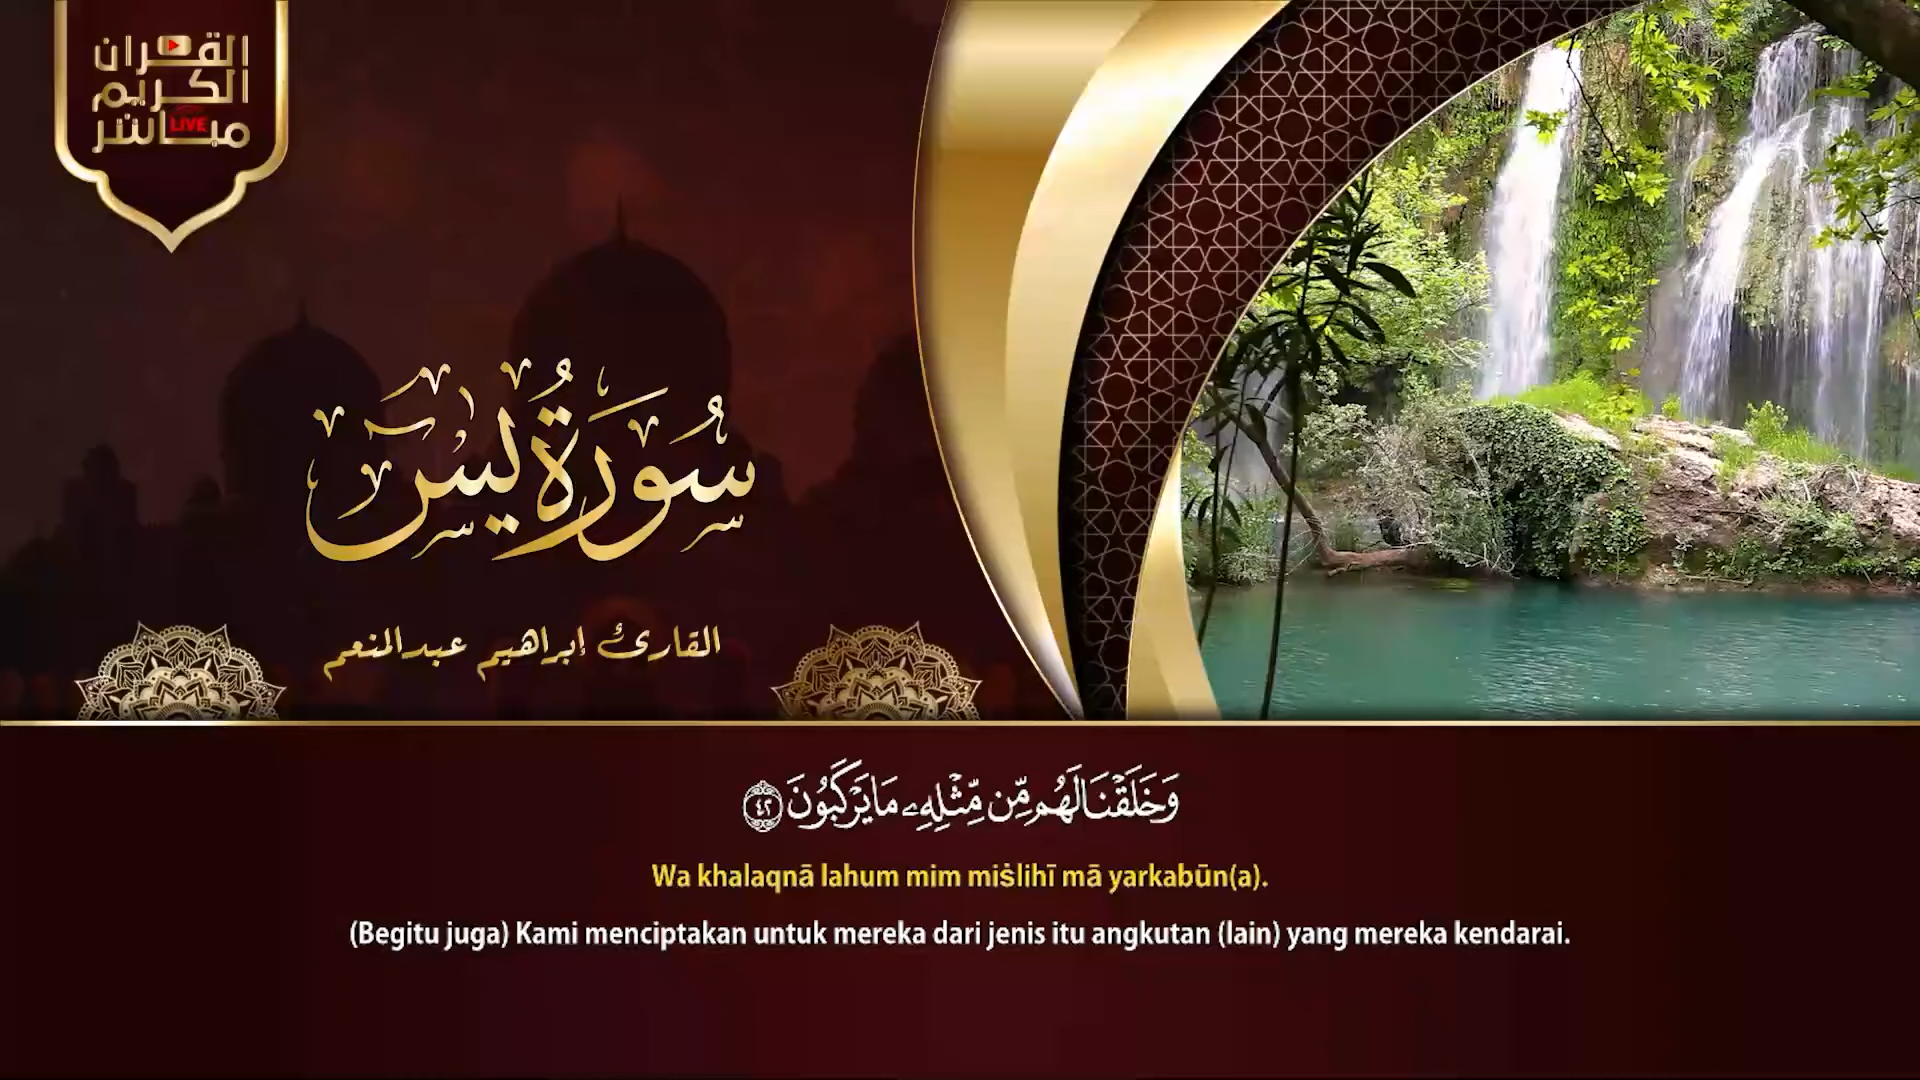 القرآن
الكريم
مباشر
LIVE
سُورَةُ يسٓ
القارئ إبراهيم عبدالمنعم
وَخَلَقْنَا لَهُم مِّن مِّثْلِهِۦ مَا يَرْكَبُونَ ٤٢
Wa khalaqnā lahum mim miṡlihī mā yarkabūn(a).
(Begitu juga) Kami menciptakan untuk mereka dari jenis itu angkutan (lain) yang mereka kendarai.